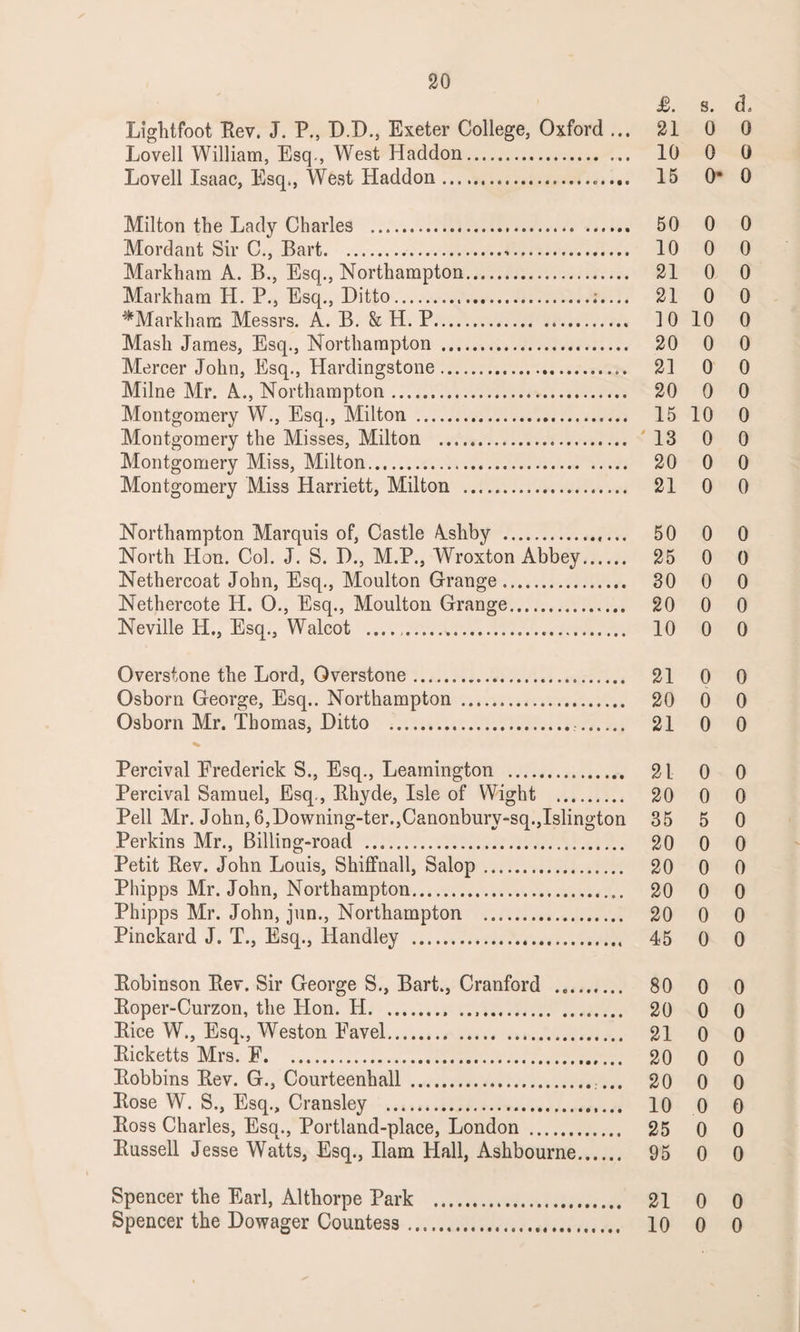 20
£. s. d.
Lightfoot Rev. J. P., D.D., Exeter College, Oxford ... 21 0 0
Lovell William, Esq., West Haddon..................... 10 0 0
Lovell Isaac, Esq., West Haddon ........................ 15 0 0
Milton the Lady Charles ................................. 50 0 0
Mordant Sir C., Bart. .................................... 10 0 0
Markham A. B., Esq., Northampton..................... 21 0 0
Markham H. P., Esq., Ditto.............................. 21 0 0
*Markham Messrs. A. B. & H. P......................... 10 10 0
Mash James, Esq., Northampton ........................ 20 0 0
Mercer John, Esq., Hardingstone........................ 21 0 0
Milne Mr. A., Northampton .............................. 20 0 0
Montgomery W., Esq., Milton ........................... 15 10 0
Montgomery the Misses, Milton ........................ 13 0 0
Montgomery Miss, Milton................................. 20 0 0
Montgomery Miss Harriett, Milton ..................... 21 0 0
Northampton Marquis of, Castle Ashby ................ 50 0 0
North Hon. Col. J. S. D., M.P., Wroxton Abbey...... 25 0 0
Nethercoat John, Esq., Moulton Grange................ 30 0 0
Nethercote H. O., Esq., Moulton Grange............... 20 0 0
Neville H., Esq., Walcot ................................. 10 0 0
Overstone the Lord, Overstone ........................... 21 0 0
Osborn George, Esq.. Northampton ..................... 20 0 0
Osborn Mr. Thomas, Ditto .............................. 21 0 0
Percival Frederick S., Esq., Leamington ............... 21 0 0
Percival Samuel, Esq., Rhyde, Isle of Wight ......... 20 0 0
Pell Mr. John, 6, Downing-ter., Canonbury-sq., Islington 35 5 0
Perkins Mr., Billing-road ................................. 20 0 0
Petit Rev. John Louis, Shiffnall, Salop .................. 20 0 0
Phipps Mr. John, Northampton........................... 20 0 0
Phipps Mr. John, jun., Northampton .................. 20 0 0
Pinckard J. T., Esq., Handley ........................... 45 0 0
Robinson Rev. Sir George S., Bart., Cranford ......... 80 0 0
Roper-Curzon, the Hon. H. .............................. 20 0 0
Rice W., Esq., Weston Favel.............................. 21 0 0
Ricketts Mrs. F. .......................................... 20 0 0
Robbins Rev. G., Courteenhall ........................... 20 0 0
Rose W. S., Esq., Cransley .............................. 10 0 0
Ross Charles, Esq., Portland-place, London ............ 25 0 0
Russell Jesse Watts, Esq., Ilam Hall, Ashbourne...... 95 0 0
Spencer the Earl, Althorpe Park ........................ 21 0 0
Spencer the Dowager Countess ........................... 10 0 0